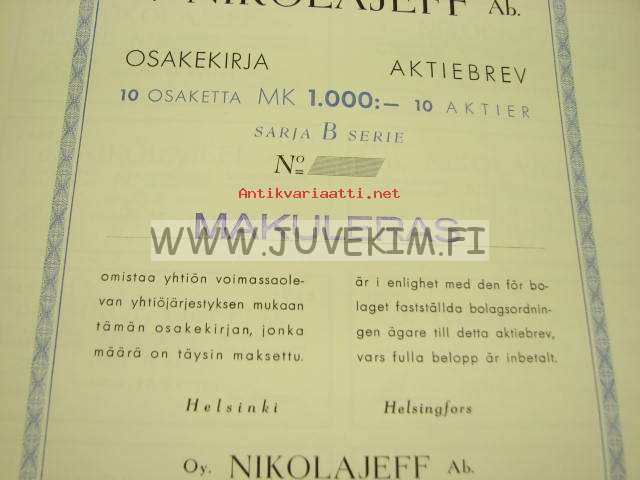 NIKOLAJEFF Ab.
OSAKEKIRJA AKTIEBREV
10 OSAKETTA MK 1.000:— 10 AKTIER
SARJA B SERIE
No
Antikvariaatti.net
MAKULERAS
WWW.JUVEKIM.FI
omistaa yhtiön voimassaole-
van yhtiöjärjestyksen mukaan
tämän osakekirjan, jonka
määrä on täysin maksettu.
är i enlighet med den för bo-
laget fastställda bolagsordnin-
gen ägare till detta aktiebrev,
vars fulla belopp är inbetalt.
Helsinki Helsingfors
Oy. NIKOLAJEFF Ab.